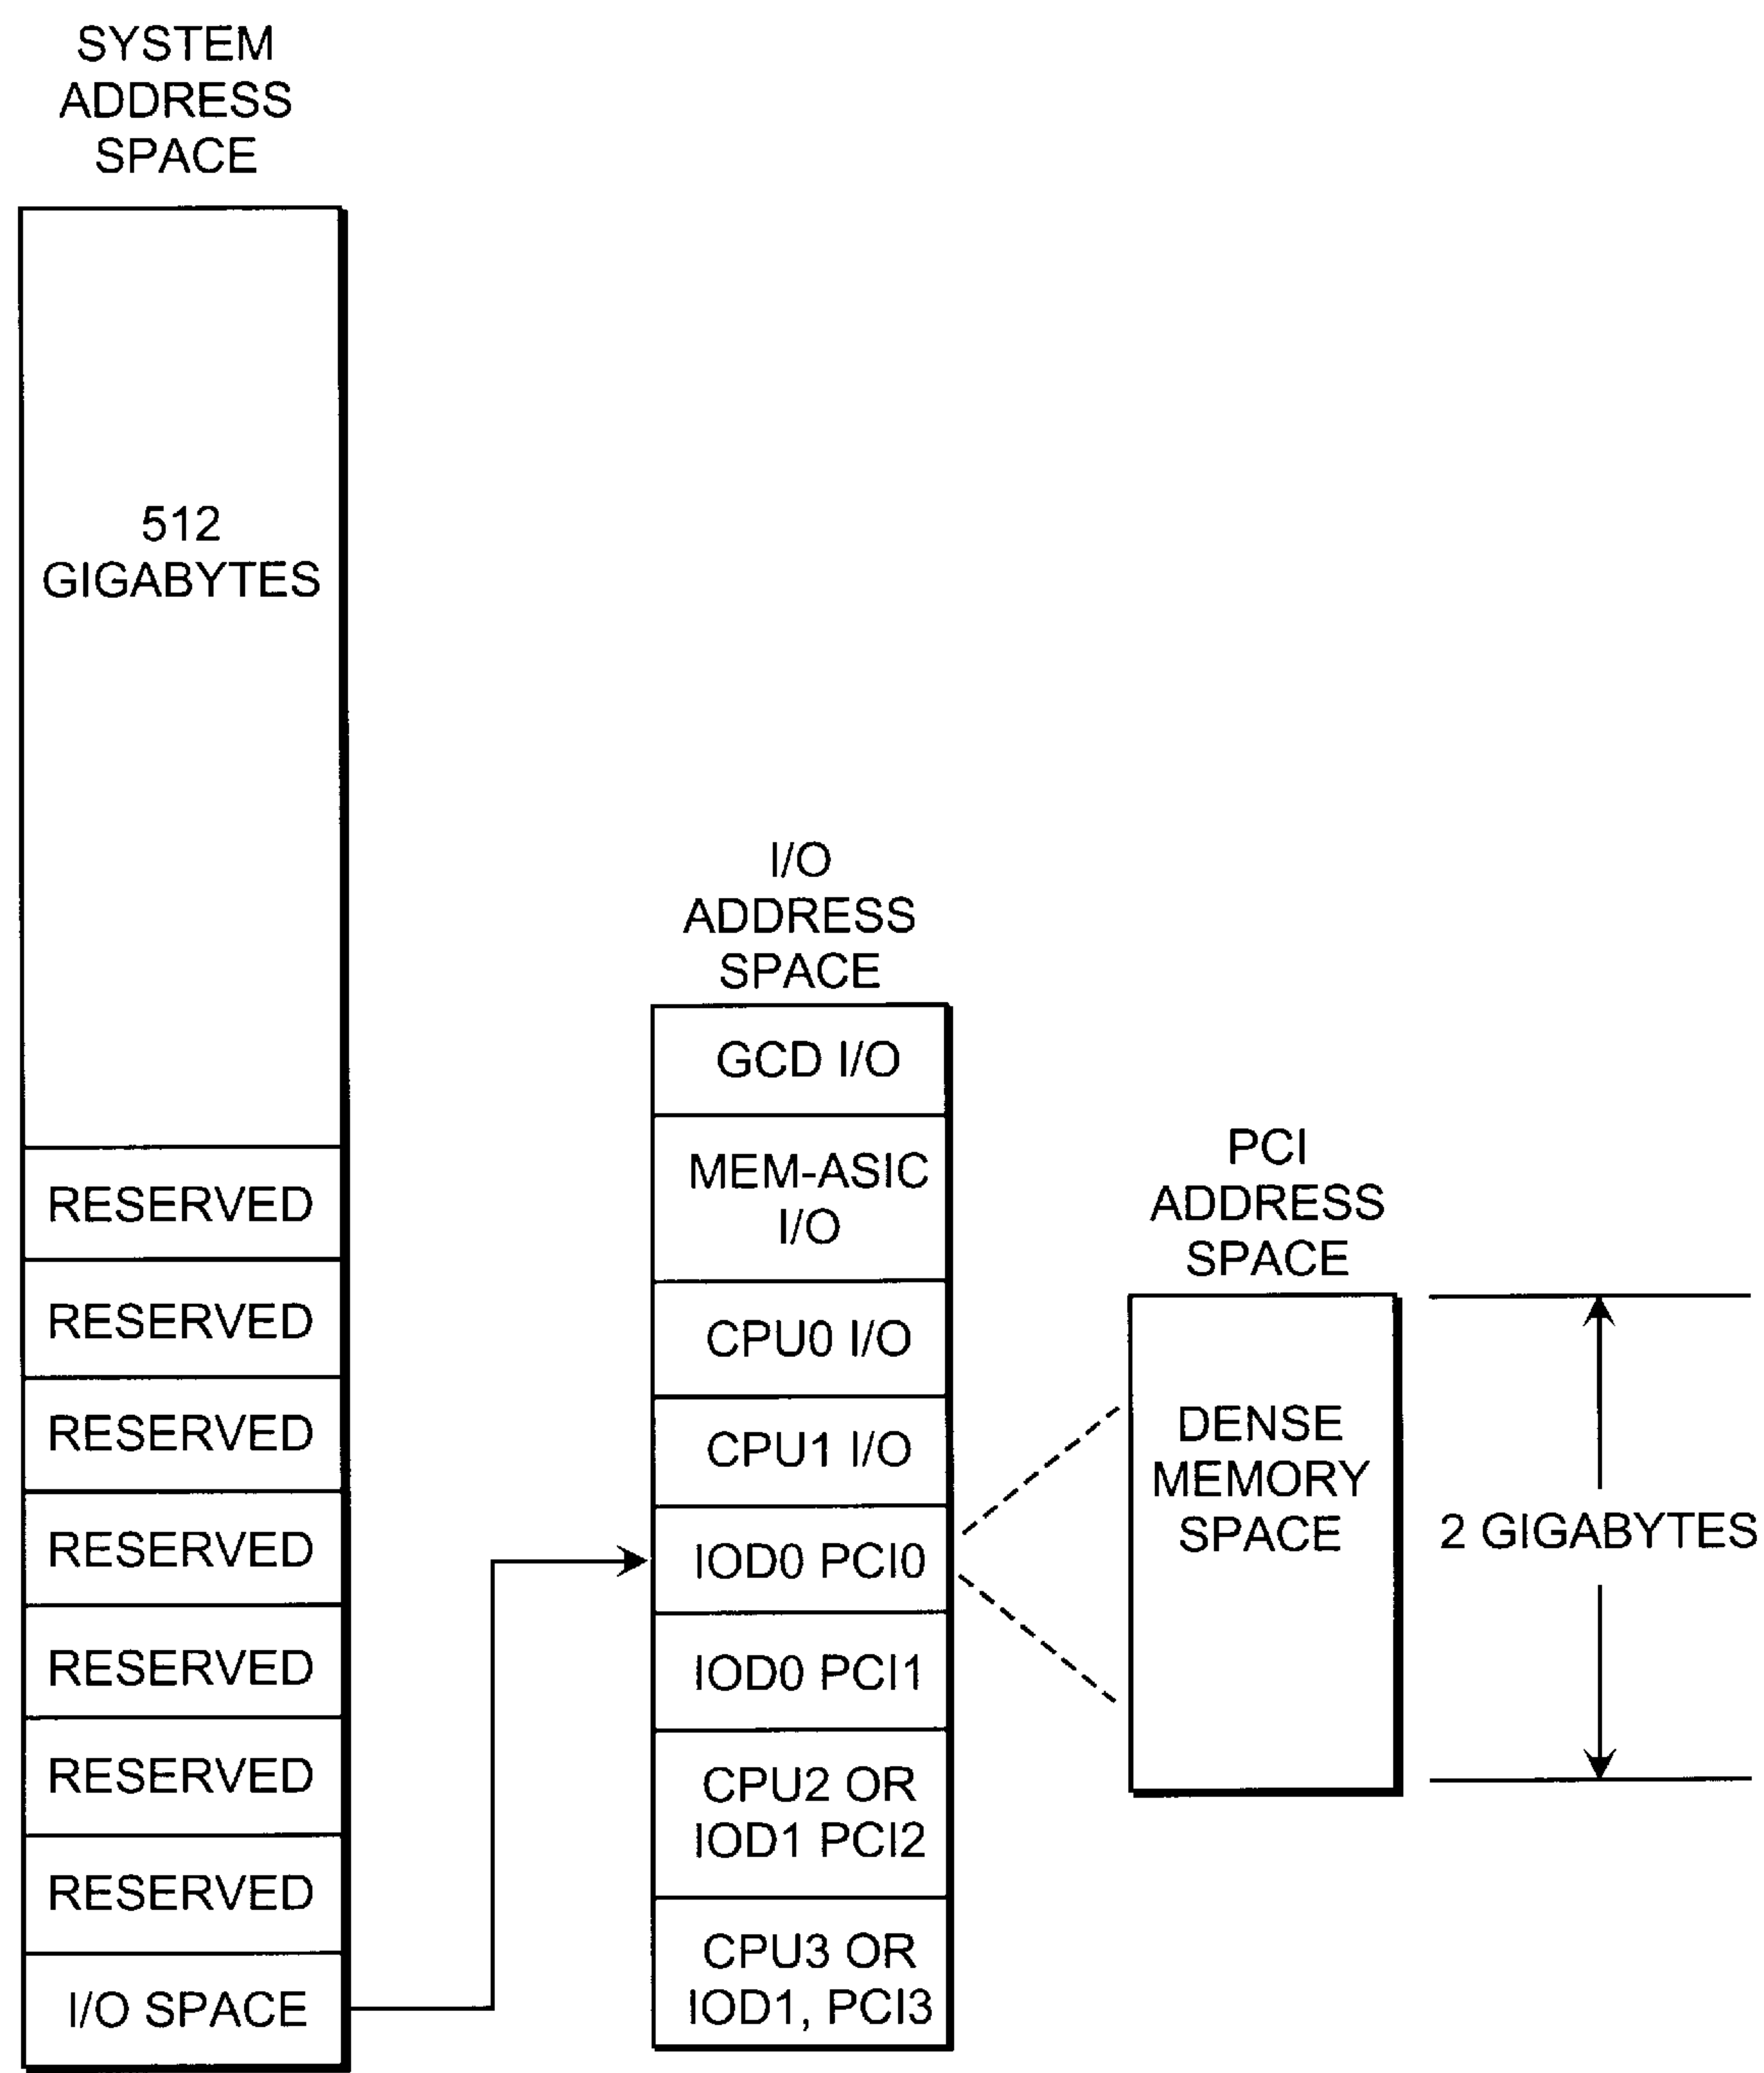 SYSTEM
ADDRESS
SPACE
512
GIGABYTES
RESERVED
RESERVED
RESERVED
RESERVED
RESERVED
RESERVED
RESERVED
I/O SPACE
I/O
ADDRESS
SPACE
GCD I/O
MEM-ASIC
I/O
CPU0 I/O
CPU1 I/O
IOD0 PCI0
IOD0 PCI1
CPU2 OR
IOD1 PCI2
CPU3 OR
IOD1, PCI3
PCI
ADDRESS
SPACE
DENSE
MEMORY
SPACE
2 GIGABYTES